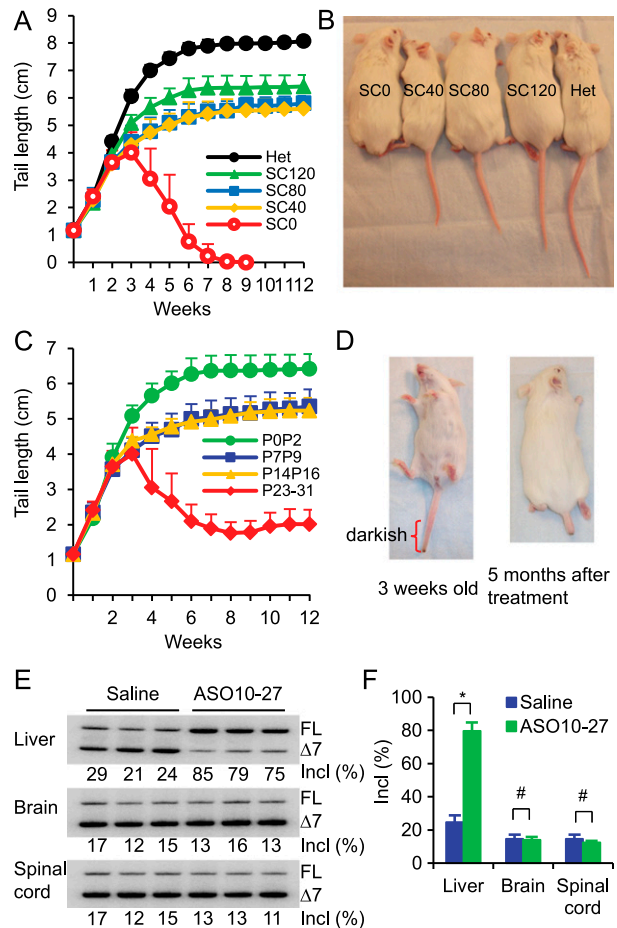 A
Tail length (cm)
9
8
7
6
5
4
3
2
1
0
Het
SC120
SC80
SC40
SC0
1 2 3 4 5 6 7 8 9 10 11 12
Weeks
B
SC0 SC40 SC80 SC120 Het
C
Tail length (cm)
7
6
5
4
3
2
1
0
P0P2
P7P9
P14P16
P23-31
2 4 6 8 10 12
Weeks
D
darkish
3 weeks old
5 months after
treatment
E
Saline ASO10-27
Liver
FL
Δ7
29 21 24 85 79 75 Incl (%)
Brain
FL
Δ7
17 12 15 13 16 13 Incl (%)
Spinal
cord
FL
Δ7
17 12 15 13 13 11 Incl (%)
F
Saline
ASO10-27
Incl (%)
100
80
60
40
20
0
*
# #
Liver Brain Spinal
cord